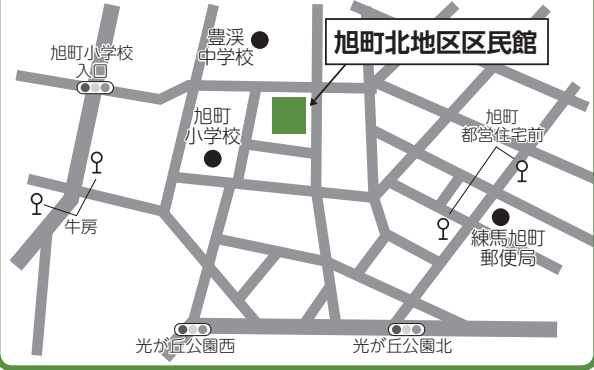 豊渓
中学校
旭町北地区区民館
旭町小学校
入口
旭町
小学校
旭町
都営住宅前
牛房
練馬旭町
郵便局
光が丘公園西
光が丘公園北